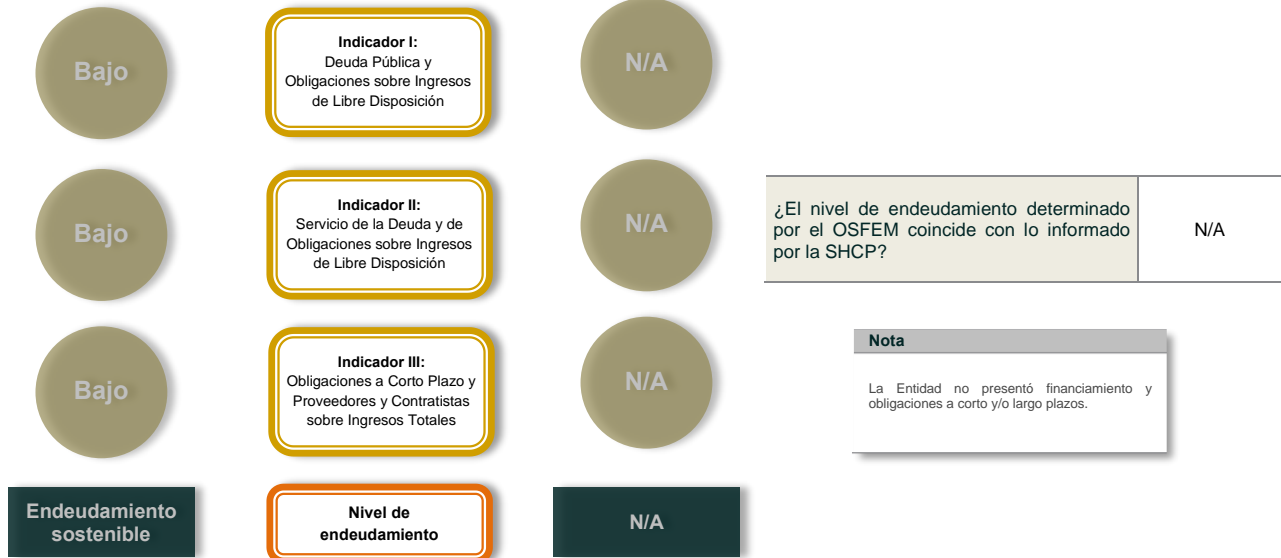 Bajo
Indicador I:
Deuda Pública y
Obligaciones sobre Ingresos
de Libre Disposición
N/A
Bajo
Indicador II:
Servicio de la Deuda y de
Obligaciones sobre Ingresos
de Libre Disposición
N/A
¿El nivel de endeudamiento determinado
por el OSFEM coincide con lo informado
por la SHCP?
N/A
Bajo
Indicador III:
Obligaciones a Corto Plazo y
Proveedores y Contratistas
sobre Ingresos Totales
N/A
Nota
La Entidad no presentó financiamiento y
obligaciones a corto y/o largo plazos.
Endeudamiento
sostenible
Nivel de
endeudamiento
N/A